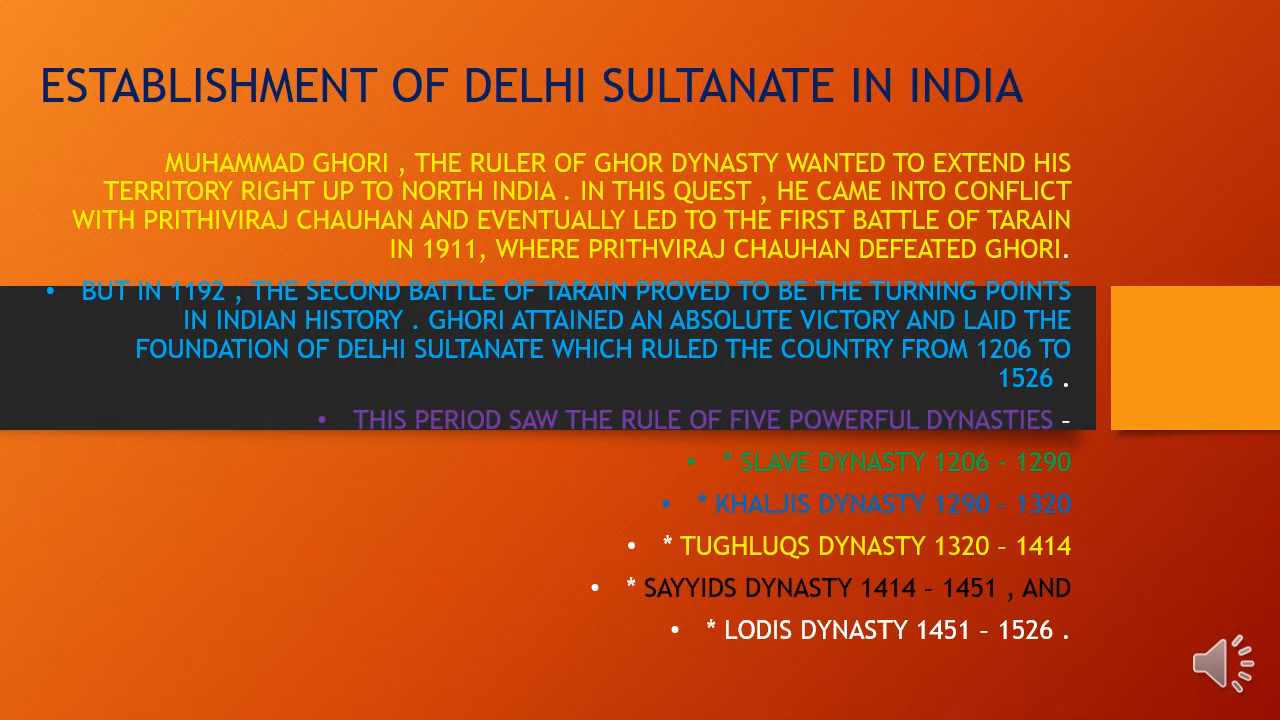 ESTABLISHMENT OF DELHI SULTANATE IN INDIA
MUHAMMAD GHORI , THE RULER OF GHOR DYNASTY WANTED TO EXTEND HIS
TERRITORY RIGHT UP TO NORTH INDIA . IN THIS QUEST , HE CAME INTO CONFLICT
WITH PRITHIVIRAJ CHAUHAN AND EVENTUALLY LED TO THE FIRST BATTLE OF TARAIN
IN 1911, WHERE PRITHVIRAJ CHAUHAN DEFEATED GHORI.
• BUT IN 1192 , THE SECOND BATTLE OF TARAIN PROVED TO BE THE TURNING POINTS
IN INDIAN HISTORY . GHORI ATTAINED AN ABSOLUTE VICTORY AND LAID THE
FOUNDATION OF DELHI SULTANATE WHICH RULED THE COUNTRY FROM 1206 TO
1526 .
• THIS PERIOD SAW THE RULE OF FIVE POWERFUL DYNASTIES –
• * SLAVE DYNASTY 1206 - 1290
• * KHALJIS DYNASTY 1290 – 1320
• * TUGHLUQS DYNASTY 1320 – 1414
• * SAYYIDS DYNASTY 1414 – 1451 , AND
• * LODIS DYNASTY 1451 – 1526 .